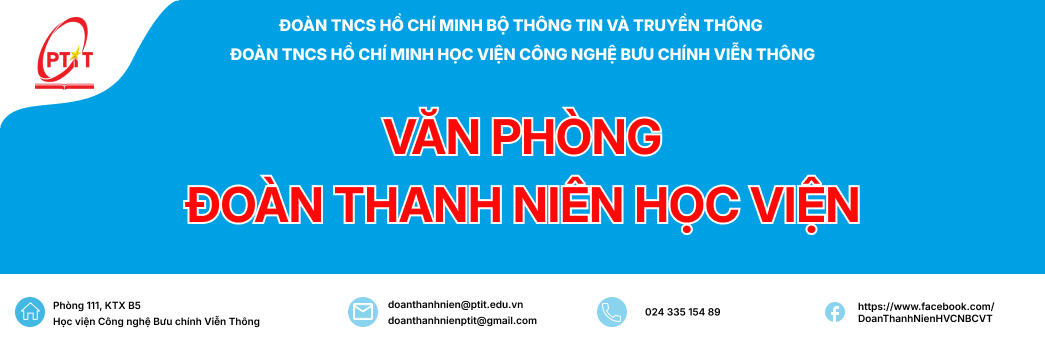 PTIT
ĐOÀN TNCS HỒ CHÍ MINH BỘ THÔNG TIN VÀ TRUYỀN THÔNG
ĐOÀN TNCS HỒ CHÍ MINH HỌC VIỆN CÔNG NGHỆ BƯU CHÍNH VIỄN THÔNG
VĂN PHÒNG
ĐOÀN THANH NIÊN HỌC VIỆN
Phòng 111, KTX B5
Học viện Công nghệ Bưu chính Viễn Thông
doanthanhnien@ptit.edu.vn
doanthanhnienptit@gmail.com
024 335 154 89
https://www.facebook.com/
DoanThanhNienHVCNBCVT